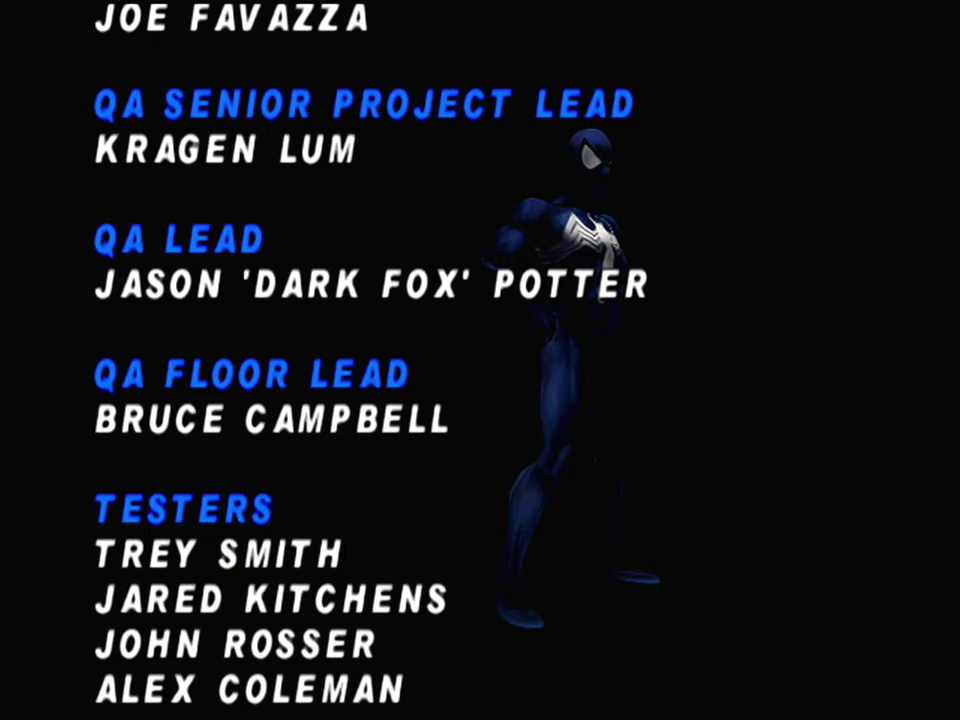 JOE FAVAZZA
QA SENIOR PROJECT LEAD
KRAGEN LUM
QA LEAD
JASON 'DARK FOX' POTTER
QA FLOOR LEAD
BRUCE CAMPBELL
TESTERS
TREY SMITH
JARED KITCHENS
JOHN ROSSER
ALEX COLEMAN